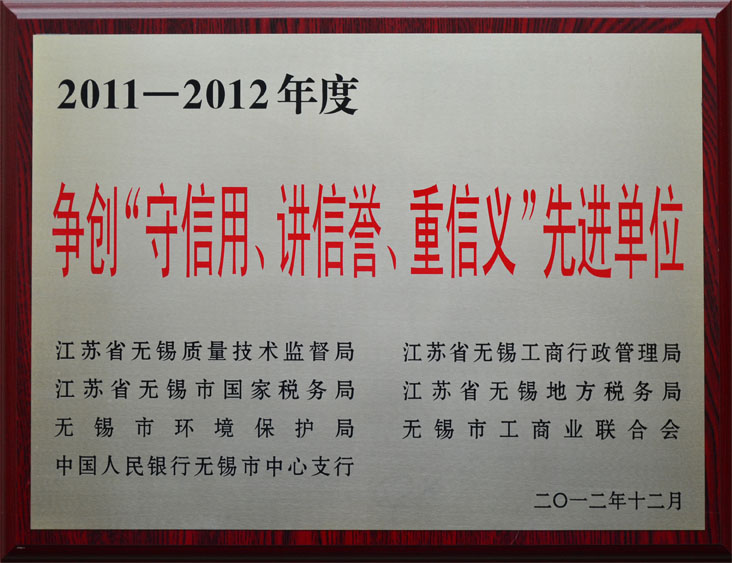 2011—2012年度
争创“守信用、讲信誉、重信义”先进单位
江苏省无锡质量技术监督局 江苏省无锡工商行政管理局
江苏省无锡市国家税务局 江苏省无锡地方税务局
无锡市环境保护局 无锡市工商业联合会
中国人民银行无锡市中心支行
二〇一二年十二月